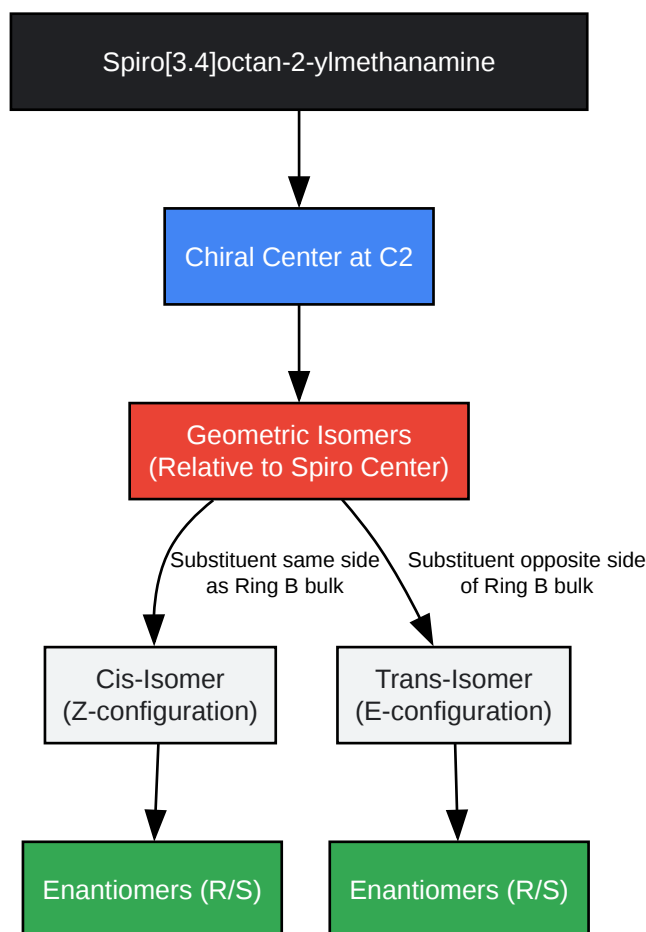 Spiro[3.4]octan-2-ylmethanamine
Chiral Center at C2
Geometric Isomers
(Relative to Spiro Center)
Substituent same side
as Ring B bulk
Substituent opposite side
of Ring B bulk
Cis-Isomer
(Z-configuration)
Trans-Isomer
(E-configuration)
Enantiomers (R/S)
Enantiomers (R/S)